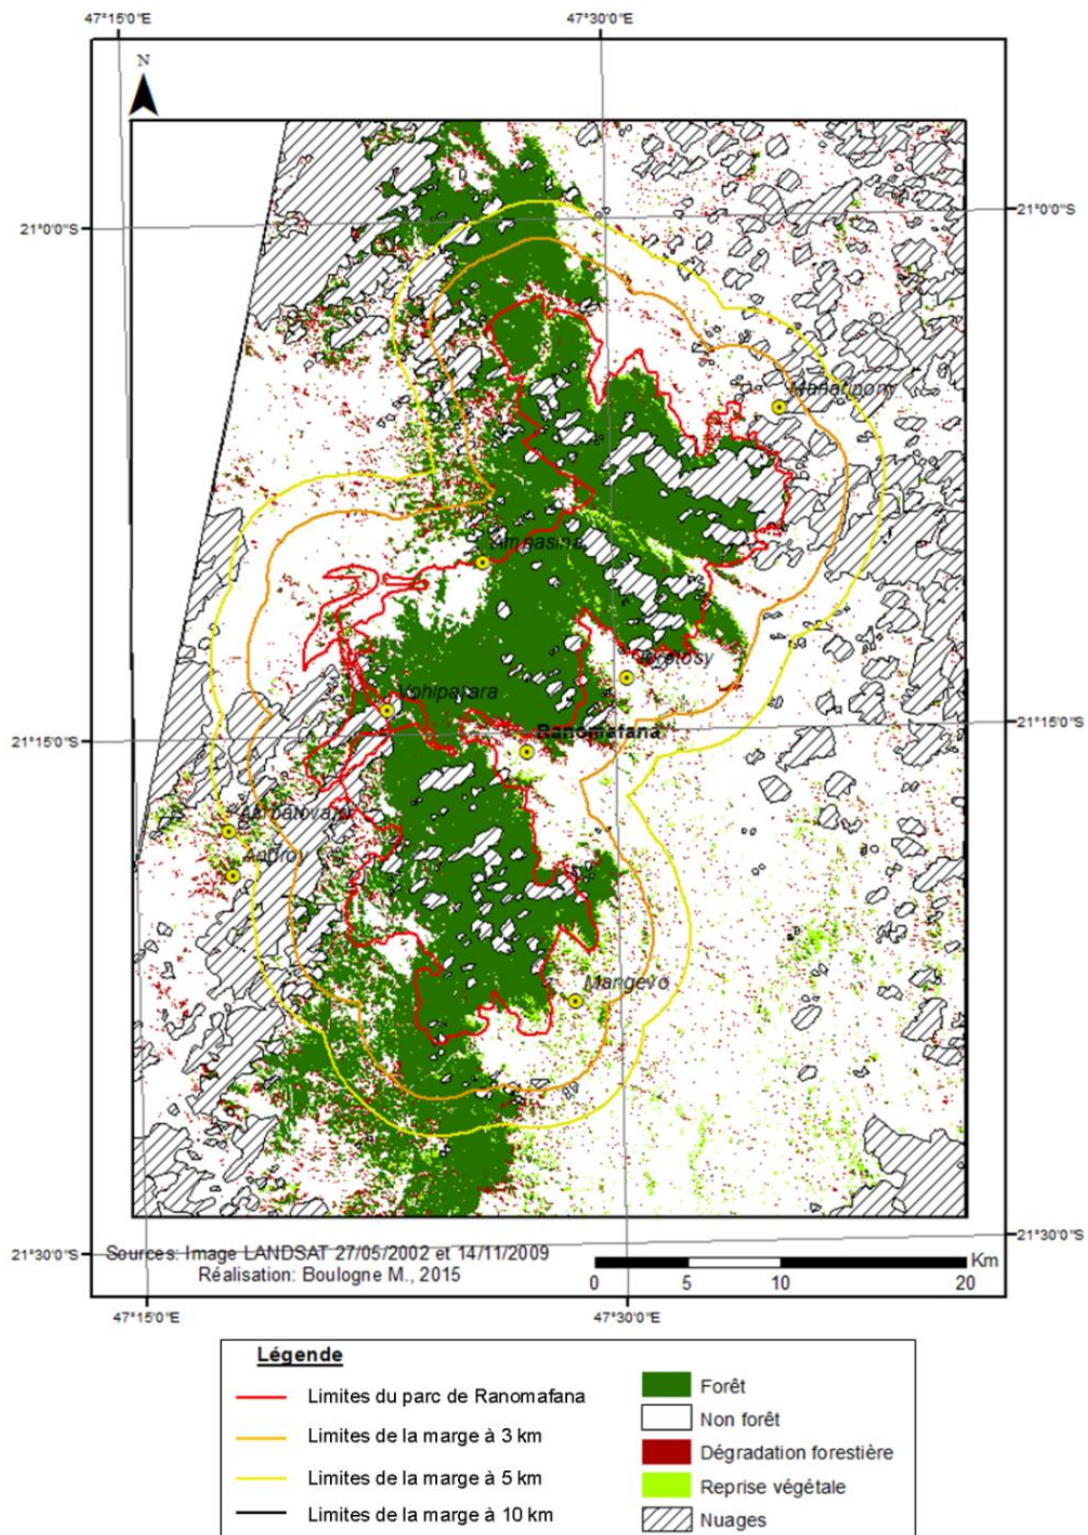 47°15'0"E 47°30'0"E
N
21°0'0"S 21°0'0"S
Ampasina
Vohiparara
21°15'0"S 21°15'0"S
Ranomafana
Androy
Mangevo
21°30'0"S 21°30'0"S
Sources: Image LANDSAT 27/05/2002 et 14/11/2009
Réalisation: Boulogne M., 2015
Km
0 5 10 20
47°15'0"E 47°30'0"E
Légende
Limites du parc de Ranomafana
Limites de la marge à 3 km
Limites de la marge à 5 km
Limites de la marge à 10 km
Forêt
Non forêt
Dégradation forestière
Reprise végétale
Nuages